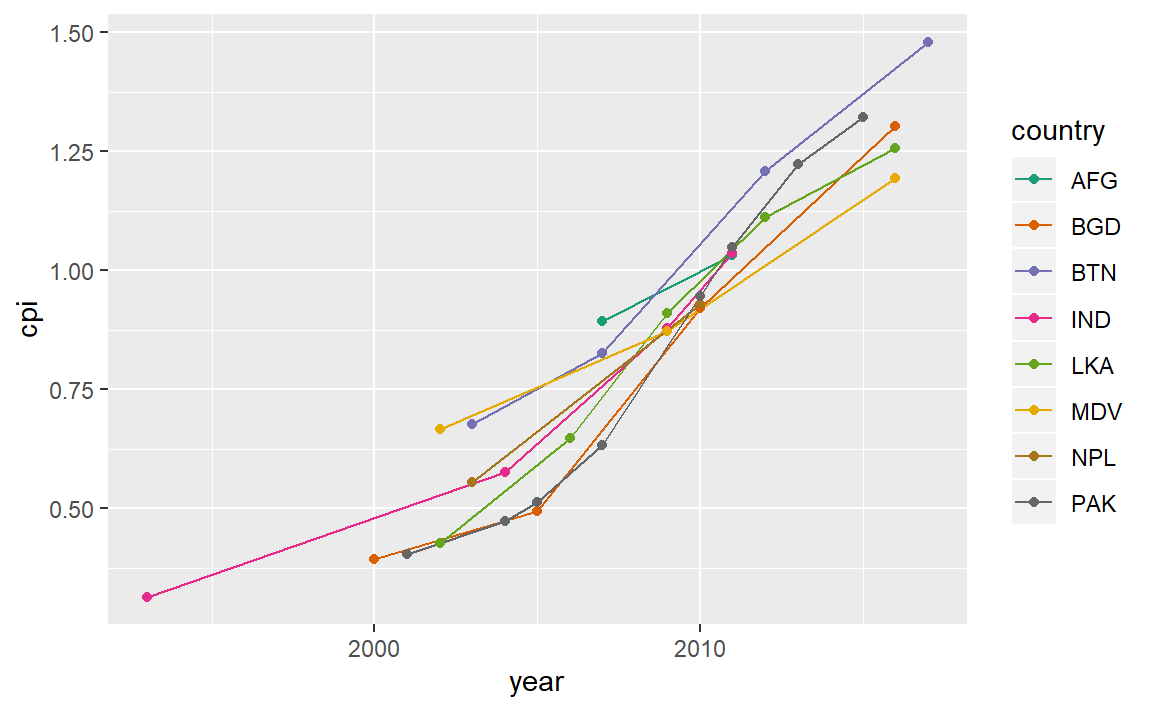 1.50
1.25
1.00
0.75
0.50
cpi
2000
2010
year
country
AFG
BGD
BTN
IND
LKA
MDV
NPL
PAK